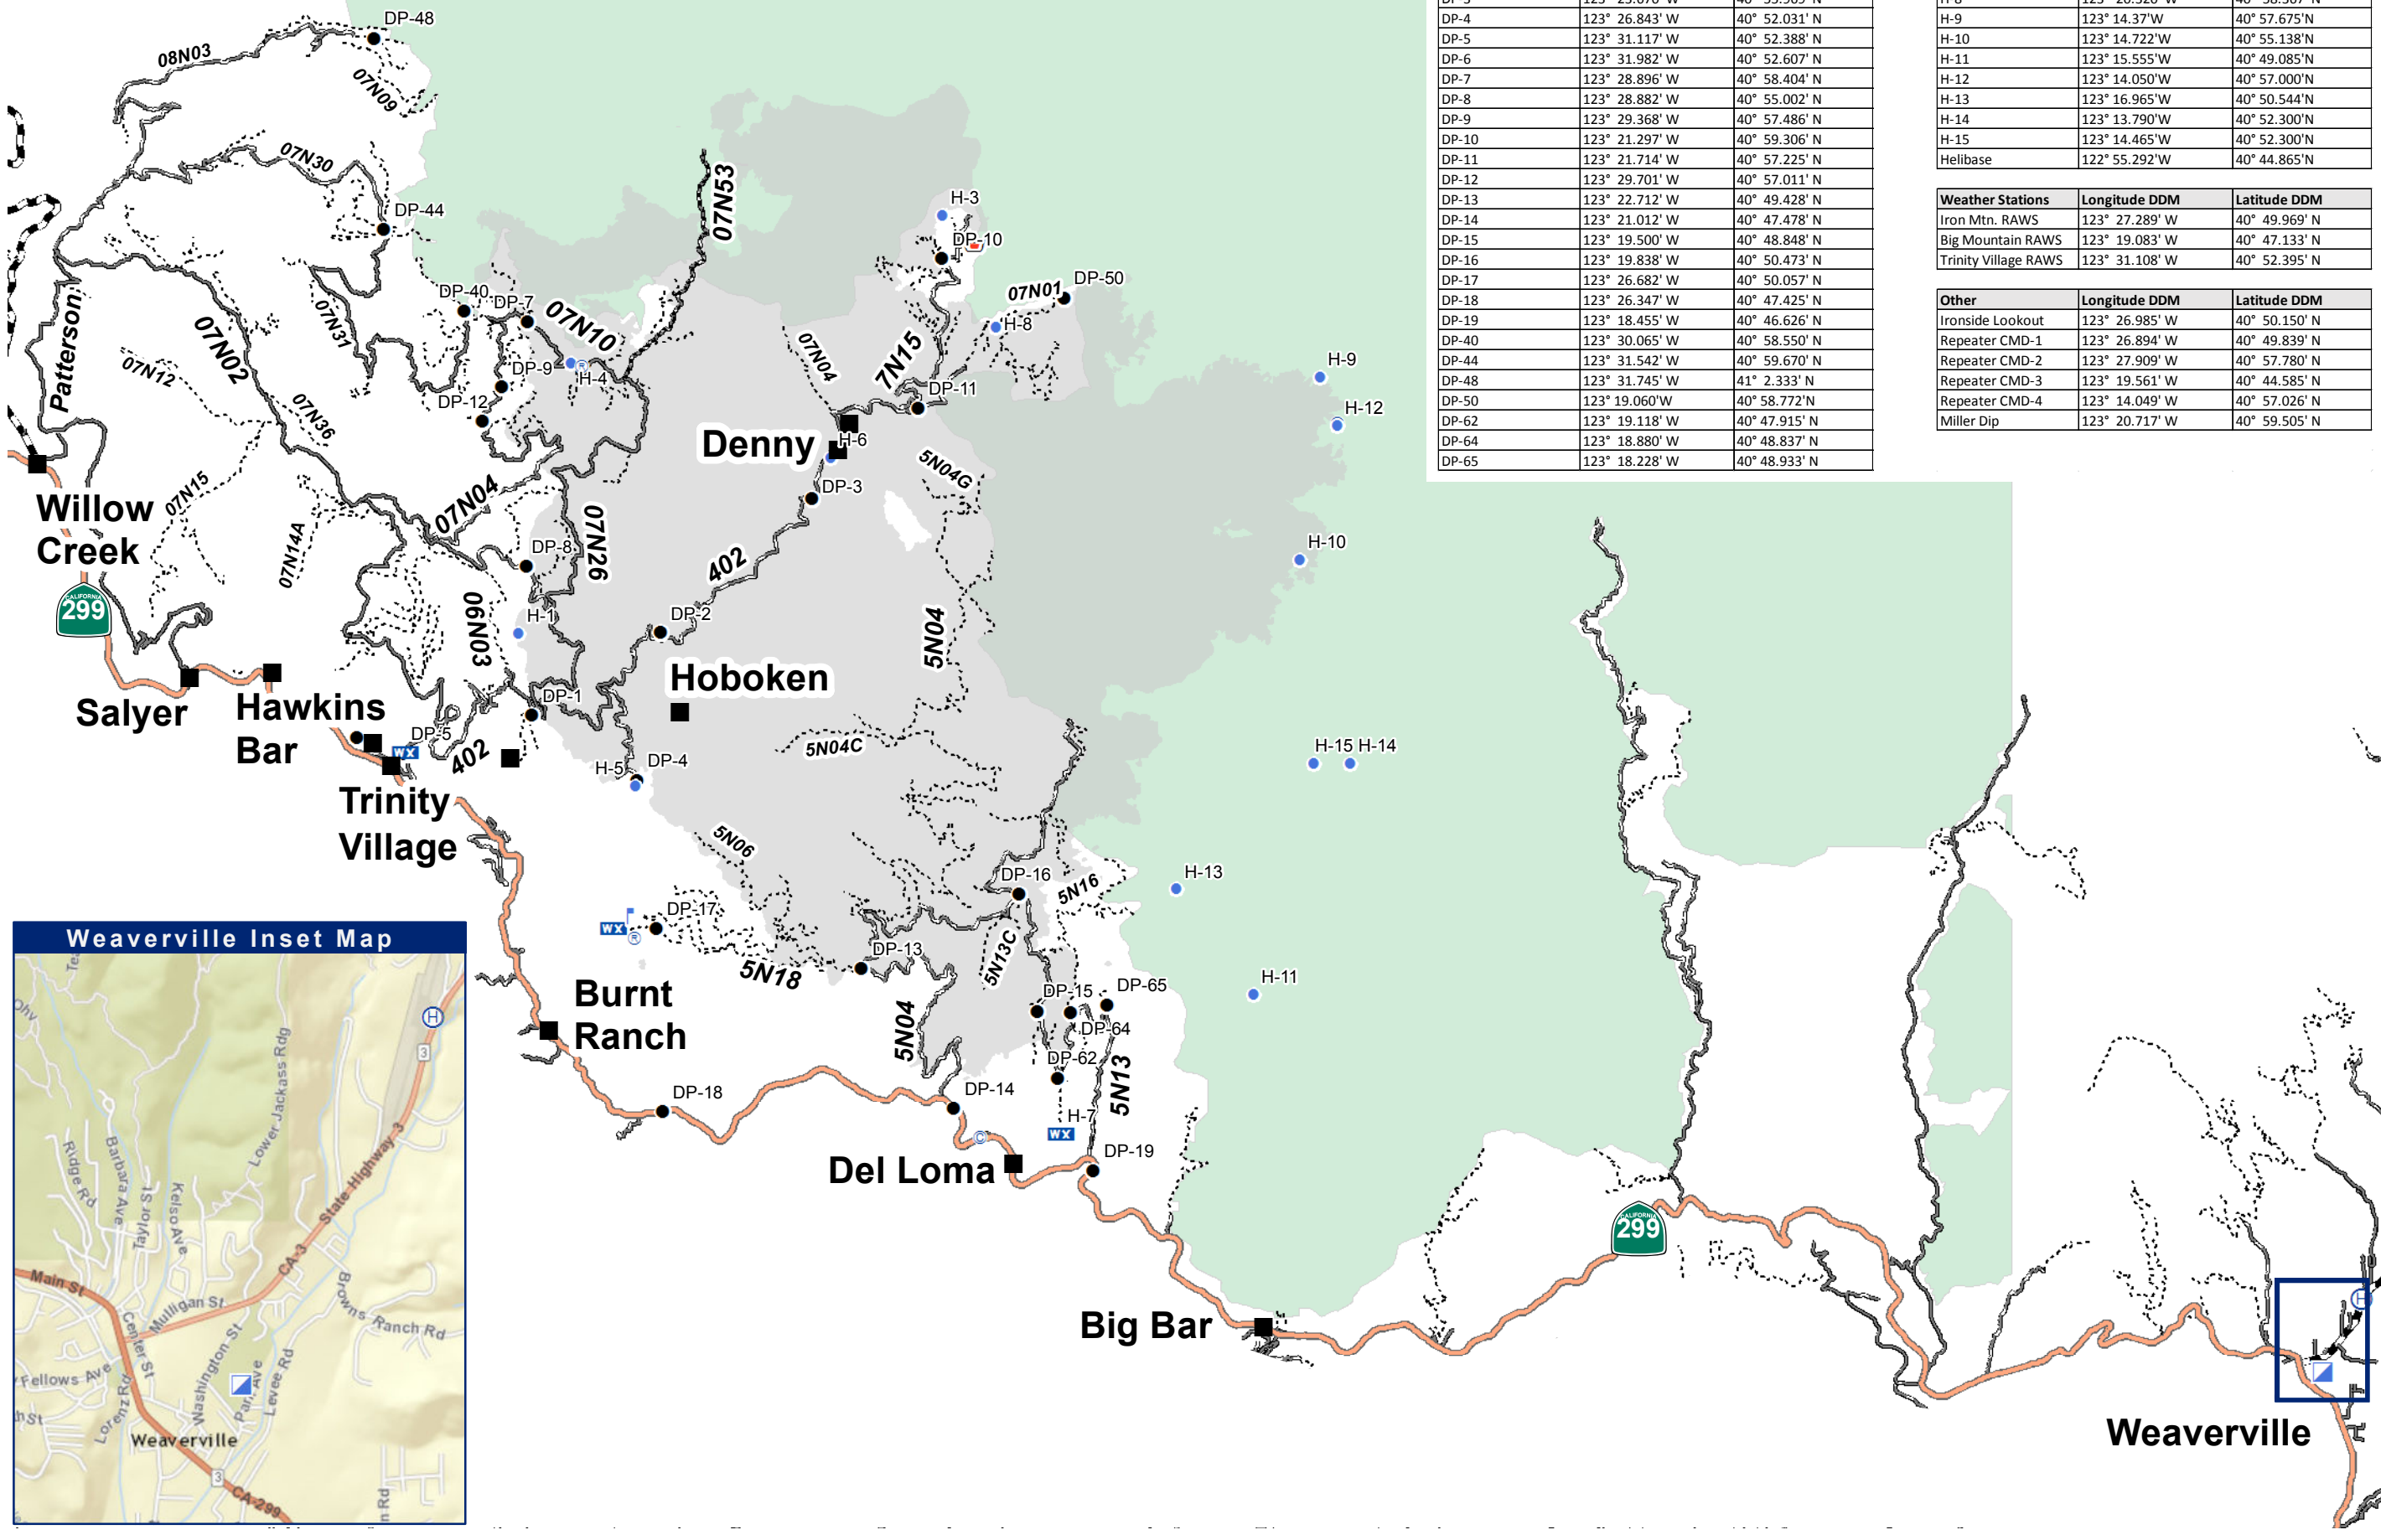 DP-4 123° 26.843' W 40° 52.031' N
DP-5 123° 31.117' W 40° 52.388' N
DP-6 123° 31.982' W 40° 52.607' N
DP-7 123° 28.896' W 40° 58.404' N
DP-8 123° 28.882' W 40° 55.002' N
DP-9 123° 29.368' W 40° 57.486' N
DP-10 123° 21.297' W 40° 59.306' N
DP-11 123° 21.714' W 40° 57.225' N
DP-12 123° 29.701' W 40° 57.011' N
DP-13 123° 22.712' W 40° 49.428' N
DP-14 123° 21.012' W 40° 47.478' N
DP-15 123° 19.500' W 40° 48.848' N
DP-16 123° 19.838' W 40° 50.473' N
DP-17 123° 26.682' W 40° 50.057' N
DP-18 123° 26.347' W 40° 47.425' N
DP-19 123° 18.455' W 40° 46.626' N
DP-40 123° 30.065' W 40° 58.550' N
DP-44 123° 31.542' W 40° 59.670' N
DP-48 123° 31.745' W 41° 2.333' N
DP-50 123° 19.060'W 40° 58.772'N
DP-62 123° 19.118' W 40° 47.915' N
DP-64 123° 18.880' W 40° 48.837' N
DP-65 123° 18.228' W 40° 48.933' N
H-9 123° 14.37'W 40° 57.675'N
H-10 123° 14.722'W 40° 55.138'N
H-11 123° 15.555'W 40° 49.085'N
H-12 123° 14.050'W 40° 57.000'N
H-13 123° 16.965'W 40° 50.544'N
H-14 123° 13.790'W 40° 52.300'N
H-15 123° 14.465'W 40° 52.300'N
Helibase 122° 55.292'W 40° 44.865'N
Weather Stations Longitude DDM Latitude DDM
Iron Mtn. RAWS 123° 27.289' W 40° 49.969' N
Big Mountain RAWS 123° 19.083' W 40° 47.133' N
Trinity Village RAWS 123° 31.108' W 40° 52.395' N
Other Longitude DDM Latitude DDM
Ironside Lookout 123° 26.985' W 40° 50.150' N
Repeater CMD-1 123° 26.894' W 40° 49.839' N
Repeater CMD-2 123° 27.909' W 40° 57.780' N
Repeater CMD-3 123° 19.561' W 40° 44.585' N
Repeater CMD-4 123° 14.049' W 40° 57.026' N
Miller Dip 123° 20.717' W 40° 59.505' N
DP-48
08N03
07N09
07N30
DP-44
07N53
H-3
DP-10
DP-50
07N01
H-8
DP-40
DP-7
07N10
07N31
Patterson
07N02
07N12
DP-9
R
H-4
07N04
7N15
DP-11
H-9
H-12
DP-12
07N36
Denny
H-6
5N04G
DP-3
07N15
07N04
07N14A
07N26
Willow
Creek
DP-8
402
H-10
CALIFORNIA
299
06N03
H-1
DP-2
5N04
Salyer
Hawkins
Bar
Hoboken
DP-1
DP-5
WX
402
5N04C
H-15 H-14
H-5
DP-4
Trinity
Village
5N06
DP-16
5N16
H-13
DP-17
WX
R
DP-13
5N18
5N13C
H-11
Burnt
Ranch
DP-15
DP-65
DP-64
5N04
DP-62
5N13
DP-18
DP-14
H-7
WX
C
DP-19
Del Loma
CALIFORNIA
299
Big Bar
H
Weaverville
Weaverville Inset Map
Ohv
H
3
Lower Jackass Rdg
Ridge Rd
Barbara Ave
Taylor St
Kelso Ave
State Highway 3
CA-3
Main St
Mulligan St
Center St
Browns Ranch Rd
Washington St
Fellows Ave
Lorenz Rd
Park Ave
Levee Rd
Weaverville
3
CA-299